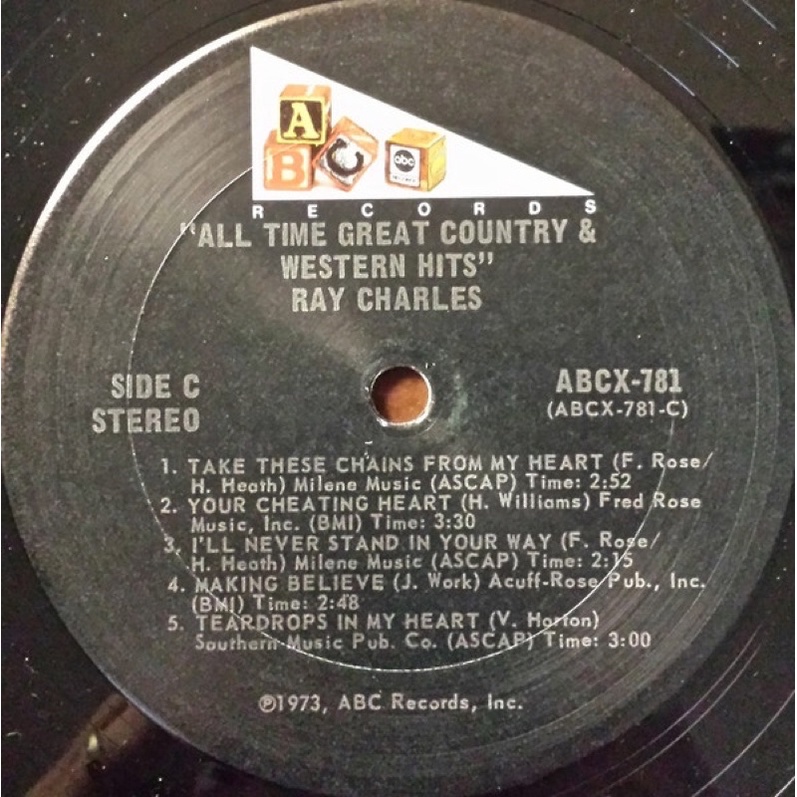 A
B C abc
RECORDS
"ALL TIME GREAT COUNTRY &
WESTERN HITS"
RAY CHARLES
SIDE C
STEREO
ABCX-781
(ABCX-781-C)
1. TAKE THESE CHAINS FROM MY HEART (F. Rose/
H. Heath) Milene Music (ASCAP) Time: 2:52
2. YOUR CHEATING HEART (H. Williams) Fred Rose
Music, Inc. (BMI) Time: 3:30
3. I'LL NEVER STAND IN YOUR WAY (F. Rose/
H. Heath) Milene Music (ASCAP) Time: 2:15
4. MAKING BELIEVE (J. Work) Acuff-Rose Pub., Inc.
(BMI) Time: 2:48
5. TEARDROPS IN MY HEART (V. Horton)
Southern Music Pub. Co. (ASCAP) Time: 3:00
℗1973, ABC Records, Inc.